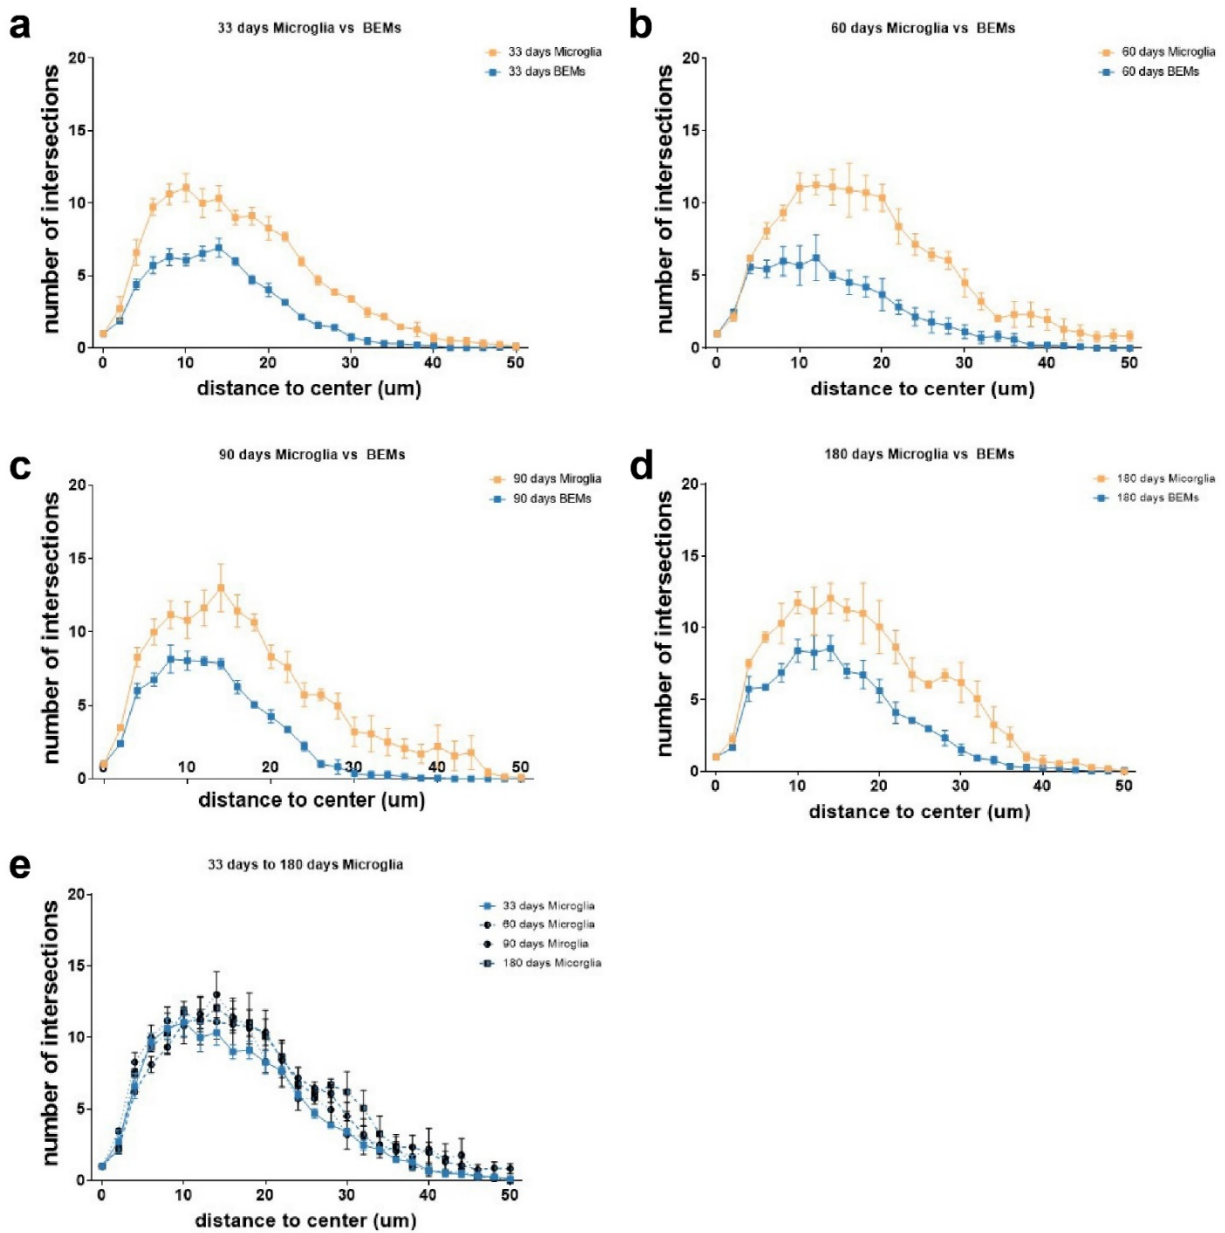 a
33 days Microglia vs BEMs
33 days Microglia
33 days BEMs
20
15
10
5
0
0 10 20 30 40 50
number of intersections
distance to center (um)
b
60 days Microglia vs BEMs
60 days Microglia
60 days BEMs
20
15
10
5
0
0 10 20 30 40 50
number of intersections
distance to center (um)
c
90 days Microglia vs BEMs
90 days Miroglia
90 days BEMs
20
15
10
5
0
0 10 20 30 40 50
number of intersections
distance to center (um)
d
180 days Microglia vs BEMs
180 days Micorglia
180 days BEMs
20
15
10
5
0
0 10 20 30 40 50
number of intersections
distance to center (um)
e
33 days to 180 days Microglia
33 days Microglia
60 days Microglia
90 days Miroglia
180 days Micorglia
20
15
10
5
0
0 10 20 30 40 50
number of intersections
distance to center (um)